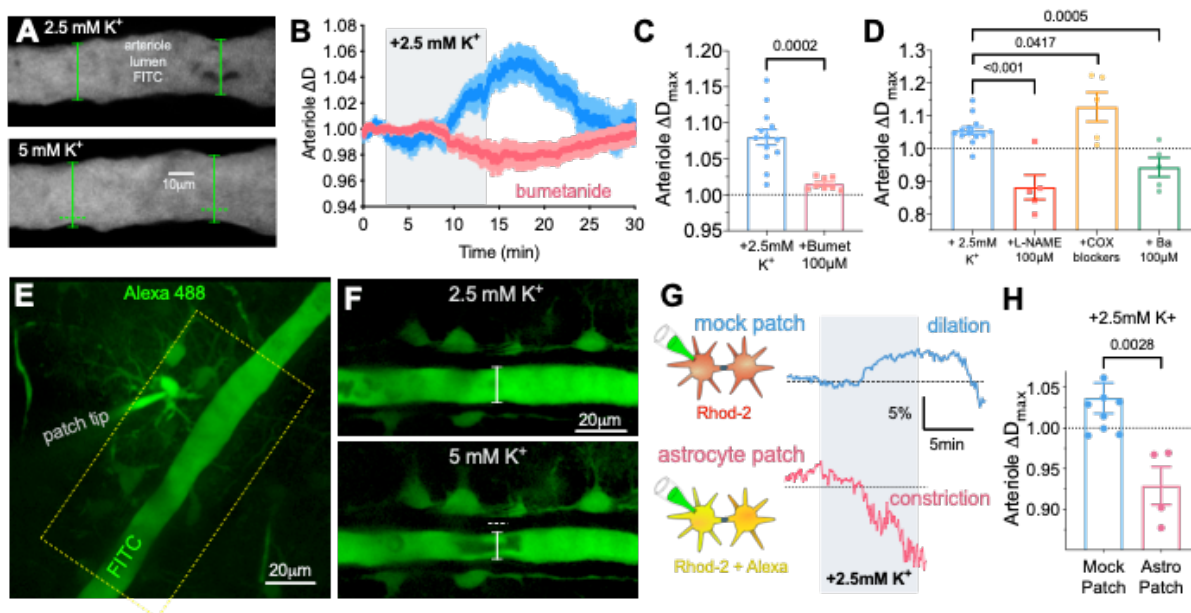 A
2.5 mM K⁺
arteriole
lumen
FITC
5 mM K⁺
10μm
B
+2.5 mM K⁺
Arteriole ΔD
1.08
1.06
1.04
1.02
1.00
0.98
0.96
0.94
bumetanide
0 5 10 15 20 25 30
Time (min)
C
0.0002
Arteriole ΔDmax
1.20
1.15
1.10
1.05
1.00
0.95
+2.5mM K⁺
+Bumet 100μM
D
0.0005
0.0417
<0.001
Arteriole ΔDmax
1.3
1.2
1.1
1.0
0.9
0.8
+ 2.5mM K⁺
+L-NAME 100μM
+COX blockers
+ Ba 100μM
E
Alexa 488
patch tip
FITC
20μm
F
2.5 mM K⁺
20μm
5 mM K⁺
G
mock patch
dilation
Rhod-2
5%
5min
astrocyte patch
constriction
Rhod-2 + Alexa
+2.5mM K⁺
H
+2.5mM K+
0.0028
Arteriole ΔDmax
1.05
1.00
0.95
0.90
Mock Patch
Astro Patch